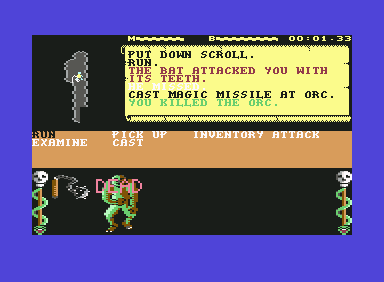 M B 00:01.33
PUT DOWN SCROLL.
RUN.
THE BAT ATTACKED YOU WITH
ITS TEETH.
CAST MAGIC MISSILE AT ORC.
YOU KILLED THE ORC.
RUN PICK UP INVENTORY ATTACK
EXAMINE CAST
DEAD